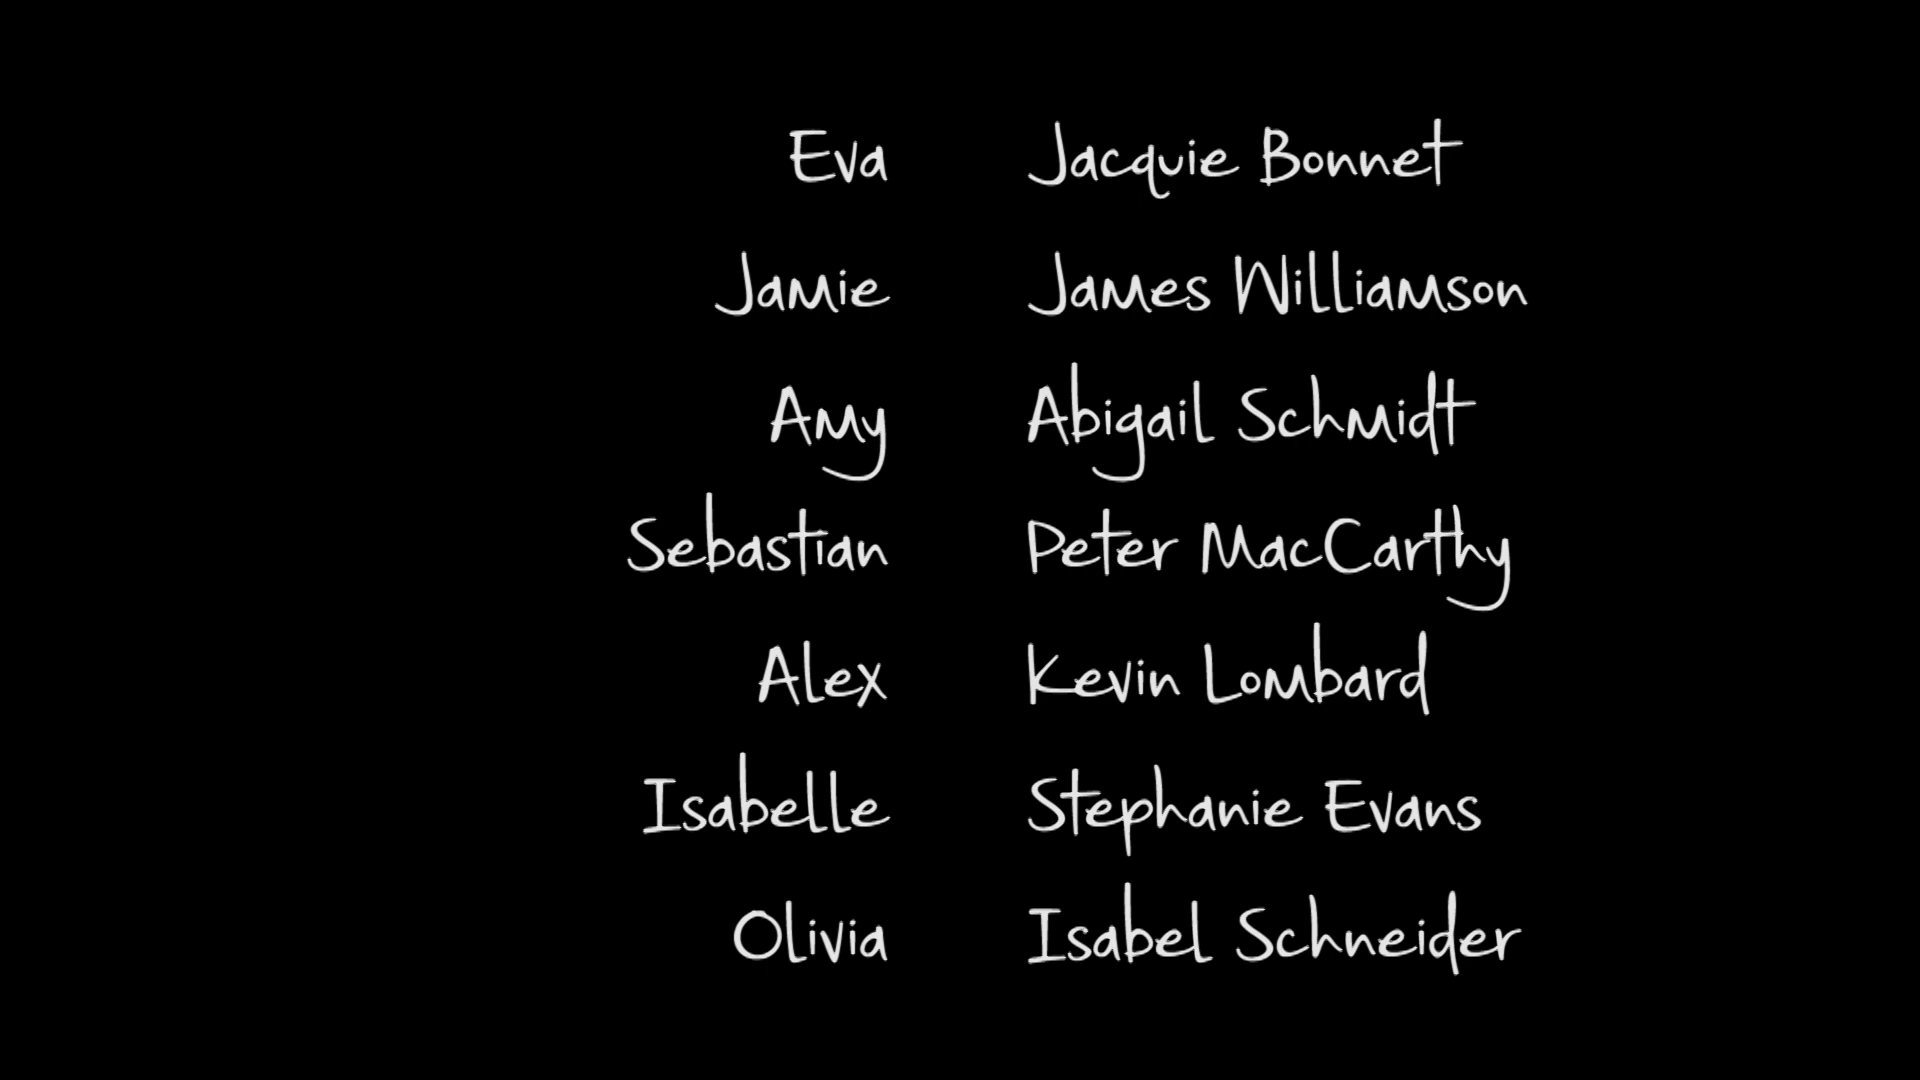 Eva Jacquie Bonnet
Jamie James Williamson
Amy Abigail Schmidt
Sebastian Peter MacCarthy
Alex Kevin Lombard
Isabelle Stephanie Evans
Olivia Isabel Schneider